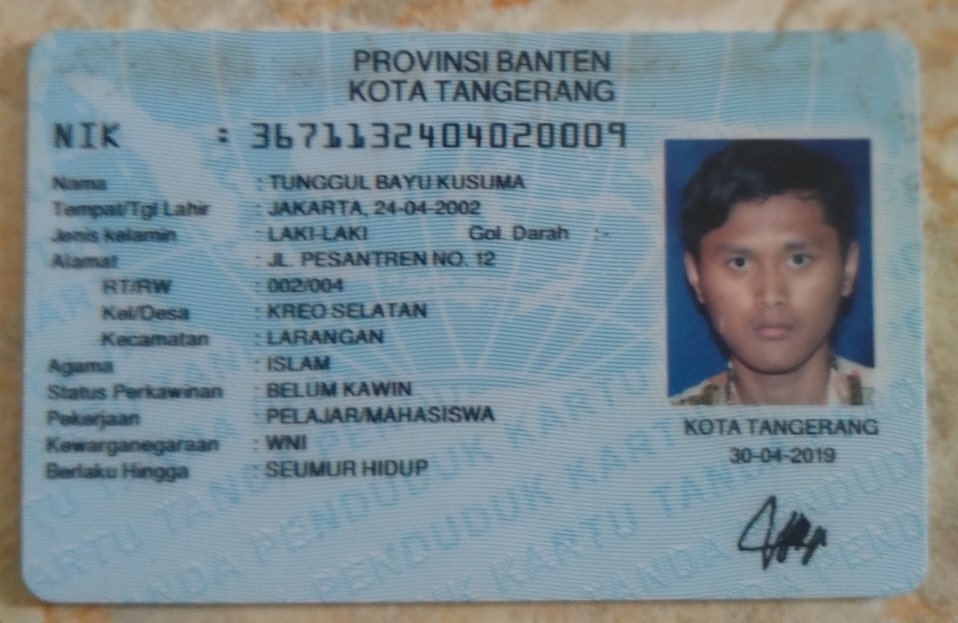 PROVINSI BANTEN
KOTA TANGERANG
NIK : 3671132404020009
Nama : TUNGGUL BAYU KUSUMA
Tempat/Tgl Lahir : JAKARTA, 24-04-2002
Jenis kelamin : LAKI-LAKI Gol. Darah :-
Alamat : JL. PESANTREN NO. 12
RT/RW : 002/004
Kel/Desa : KREO SELATAN
Kecamatan : LARANGAN
Agama : ISLAM
Status Perkawinan : BELUM KAWIN
Pekerjaan : PELAJAR/MAHASISWA
Kewarganegaraan : WNI
Berlaku Hingga : SEUMUR HIDUP
KOTA TANGERANG
30-04-2019